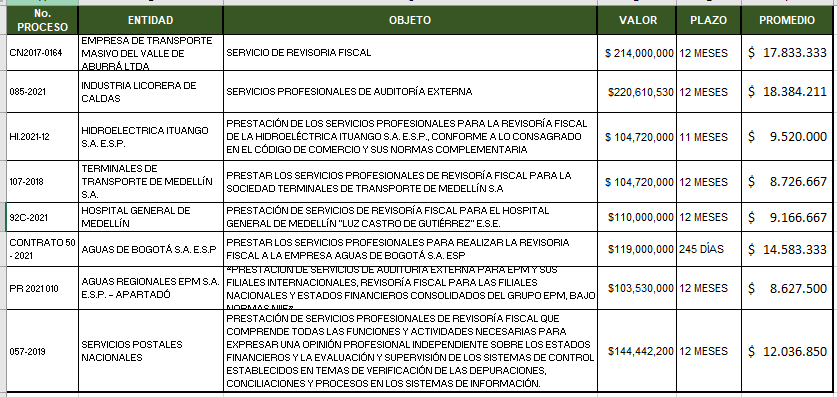 No. PROCESO ENTIDAD OBJETO VALOR PLAZO PROMEDIO
CN2017-0164
EMPRESA DE TRANSPORTE
MASIVO DEL VALLE DE
ABURRÁ LTDA
SERVICIO DE REVISORIA FISCAL
$ 214,000,000 12 MESES $ 17.833.333
085-2021
INDUSTRIA LICORERA DE
CALDAS
SERVICIOS PROFESIONALES DE AUDITORÍA EXTERNA
$220,610,530 12 MESES $ 18.384.211
HI.2021-12
HIDROELECTRICA ITUANGO
S.A. E.S.P.
PRESTACIÓN DE LOS SERVICIOS PROFESIONALES PARA LA REVISORÍA FISCAL
DE LA HIDROELÉCTRICA ITUANGO S.A. E.S.P., CONFORME A LO CONSAGRADO
EN EL CÓDIGO DE COMERCIO Y SUS NORMAS COMPLEMENTARIA
$ 104,720,000 11 MESES $ 9.520.000
107-2018
TERMINALES DE
TRANSPORTE DE MEDELLÍN
S.A.
PRESTAR LOS SERVICIOS PROFESIONALES DE REVISORÍA FISCAL PARA LA
SOCIEDAD TERMINALES DE TRANSPORTE DE MEDELLÍN S.A
$ 104,720,000 12 MESES $ 8.726.667
92C-2021
HOSPITAL GENERAL DE
MEDELLÍN
PRESTACIÓN DE SERVICIOS DE REVISORÍA FISCAL PARA EL HOSPITAL
GENERAL DE MEDELLÍN "LUZ CASTRO DE GUTIÉRREZ" E.S.E.
$110,000,000 12 MESES $ 9.166.667
CONTRATO 50
- 2021
AGUAS DE BOGOTÁ S.A. E.S.P
PRESTAR LOS SERVICIOS PROFESIONALES PARA REALIZAR LA REVISORIA
FISCAL A LA EMPRESA AGUAS DE BOGOTÁ S.A. ESP
$119,000,000 245 DÍAS $ 14.583.333
PR 2021 010
AGUAS REGIONALES EPM S.A.
E.S.P. – APARTADÓ
«PRESTACIÓN DE SERVICIOS DE AUDITORÍA EXTERNA PARA EPM Y SUS
FILIALES INTERNACIONALES, REVISORÍA FISCAL PARA LAS FILIALES
NACIONALES Y ESTADOS FINANCIEROS CONSOLIDADOS DEL GRUPO EPM, BAJO
NORMAS NIIF»
$103,530,000 12 MESES $ 8.627.500
057-2019
SERVICIOS POSTALES
NACIONALES
PRESTACIÓN DE SERVICIOS PROFESIONALES DE REVISORÍA FISCAL QUE
COMPRENDE TODAS LAS FUNCIONES Y ACTIVIDADES NECESARIAS PARA
EXPRESAR UNA OPINIÓN PROFESIONAL INDEPENDIENTE SOBRE LOS ESTADOS
FINANCIEROS Y LA EVALUACIÓN Y SUPERVISIÓN DE LOS SISTEMAS DE CONTROL
ESTABLECIDOS EN TEMAS DE VERIFICACIÓN DE LAS DEPURACIONES,
CONCILIACIONES Y PROCESOS EN LOS SISTEMAS DE INFORMACIÓN.
$144,442,200 12 MESES $ 12.036.850